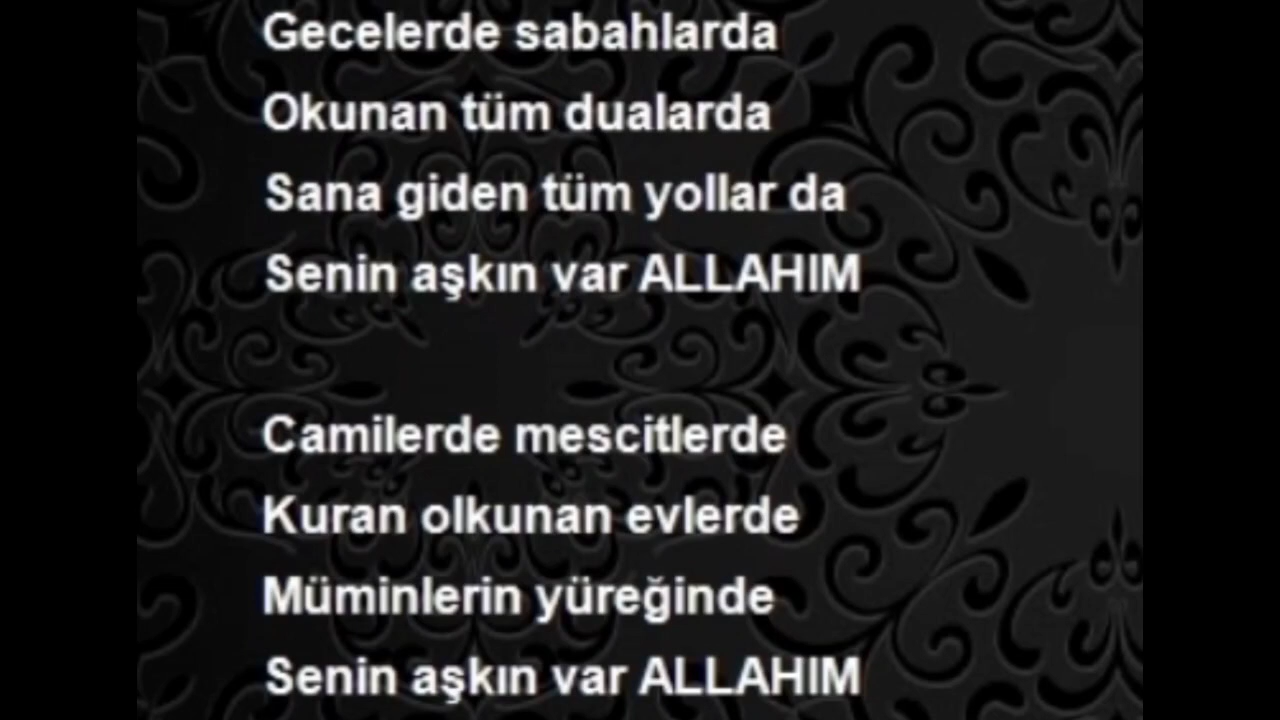 Gecelerde sabahlarda
Okunan tüm dualarda
Sana giden tüm yollar da
Senin aşkın var ALLAHIM
Camilerde mescitlerde
Kuran olkunan evlerde
Müminlerin yüreğinde
Senin aşkın var ALLAHIM